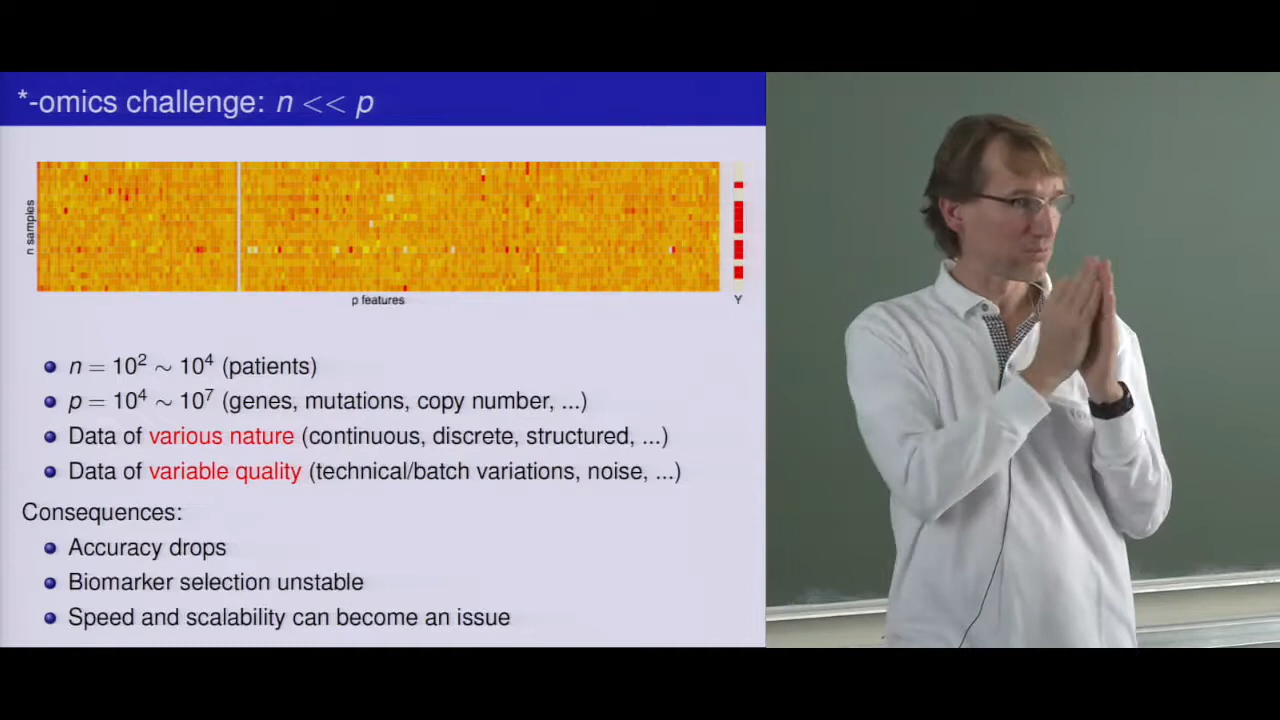 *-omics challenge: n << p
n samples
p features
Y
n = 10² ∼ 10⁴ (patients)
p = 10⁴ ∼ 10⁷ (genes, mutations, copy number, ...)
Data of various nature (continuous, discrete, structured, ...)
Data of variable quality (technical/batch variations, noise, ...)
Consequences:
Accuracy drops
Biomarker selection unstable
Speed and scalability can become an issue